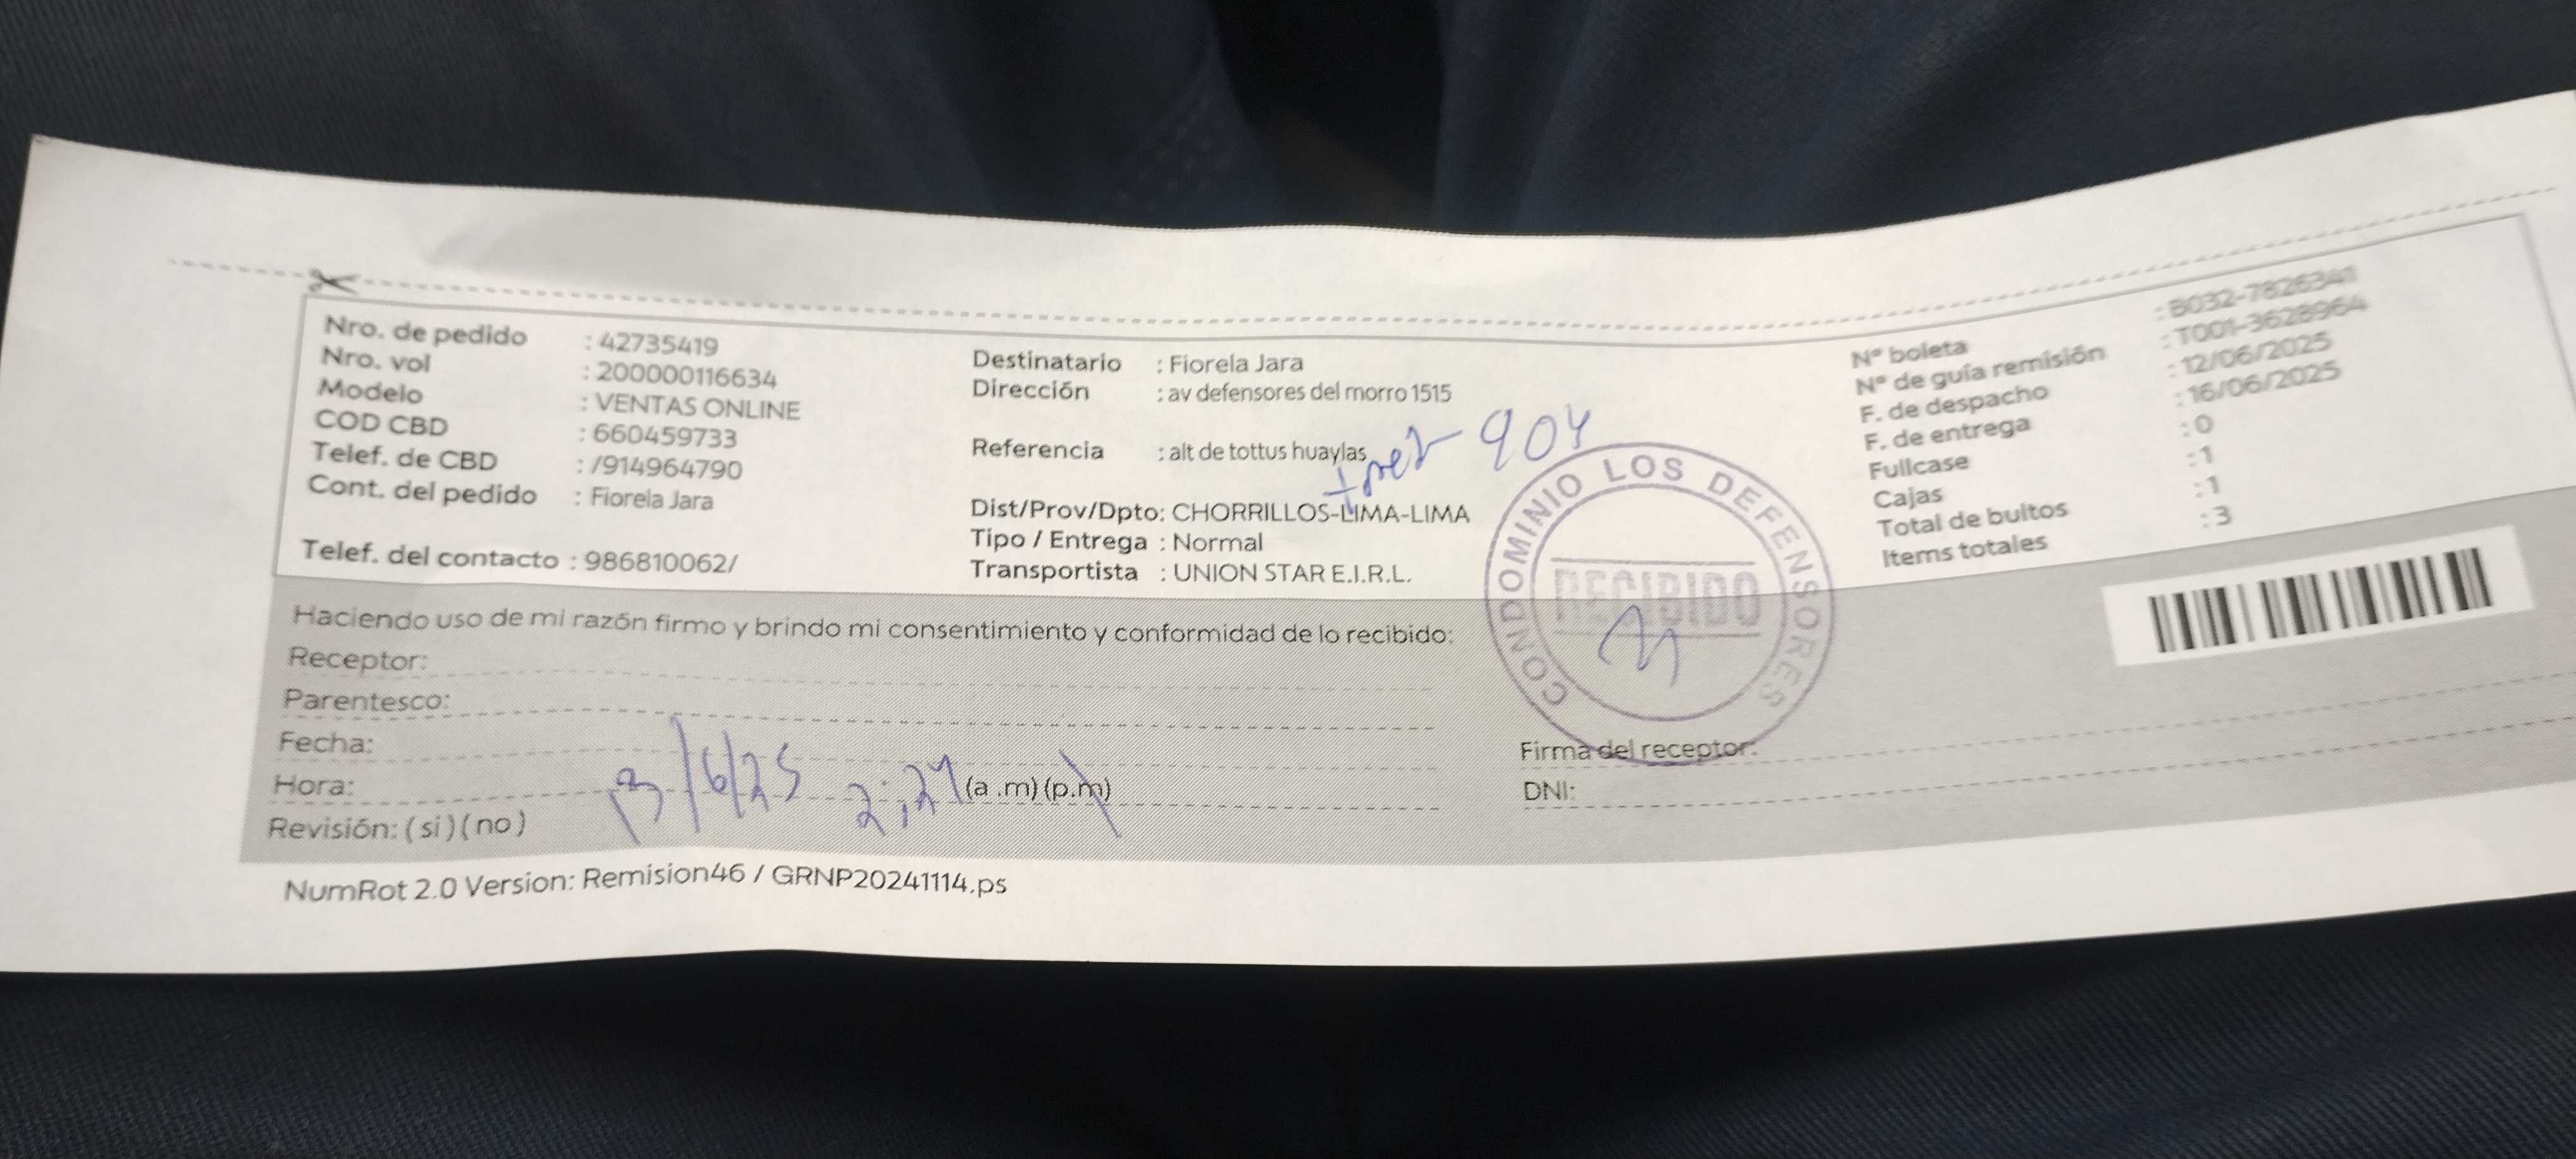 Nro. de pedido : 42735419
Nro. vol : 200000116634
Modelo : VENTAS ONLINE
COD CBD : 660459733
Telef. de CBD : /914964790
Cont. del pedido : Fiorela Jara
Telef. del contacto : 986810062/
Destinatario : Fiorela Jara
Dirección : av defensores del morro 1515
Referencia : alt de tottus huaylas
904
Dist/Prov/Dpto: CHORRILLOS-LIMA-LIMA
Tipo / Entrega : Normal
Transportista : UNION STAR E.I.R.L.
N° boleta : B032-7826341
N° de guía remisión : T001-3628964
F. de despacho : 12/06/2025
F. de entrega : 16/06/2025
Fullcase : 0
Cajas : 1
Total de bultos : 1
Items totales : 3
CONDOMINIO LOS DEFENSORES
RECIBIDO
Haciendo uso de mi razón firmo y brindo mi consentimiento y conformidad de lo recibido:
Receptor:
Parentesco:
Fecha:
Hora: 13/6/25 2:27 (a .m) (p.m)
Revisión: ( si ) ( no )
Firma del receptor:
DNI:
NumRot 2.0 Version: Remision46 / GRNP20241114.ps